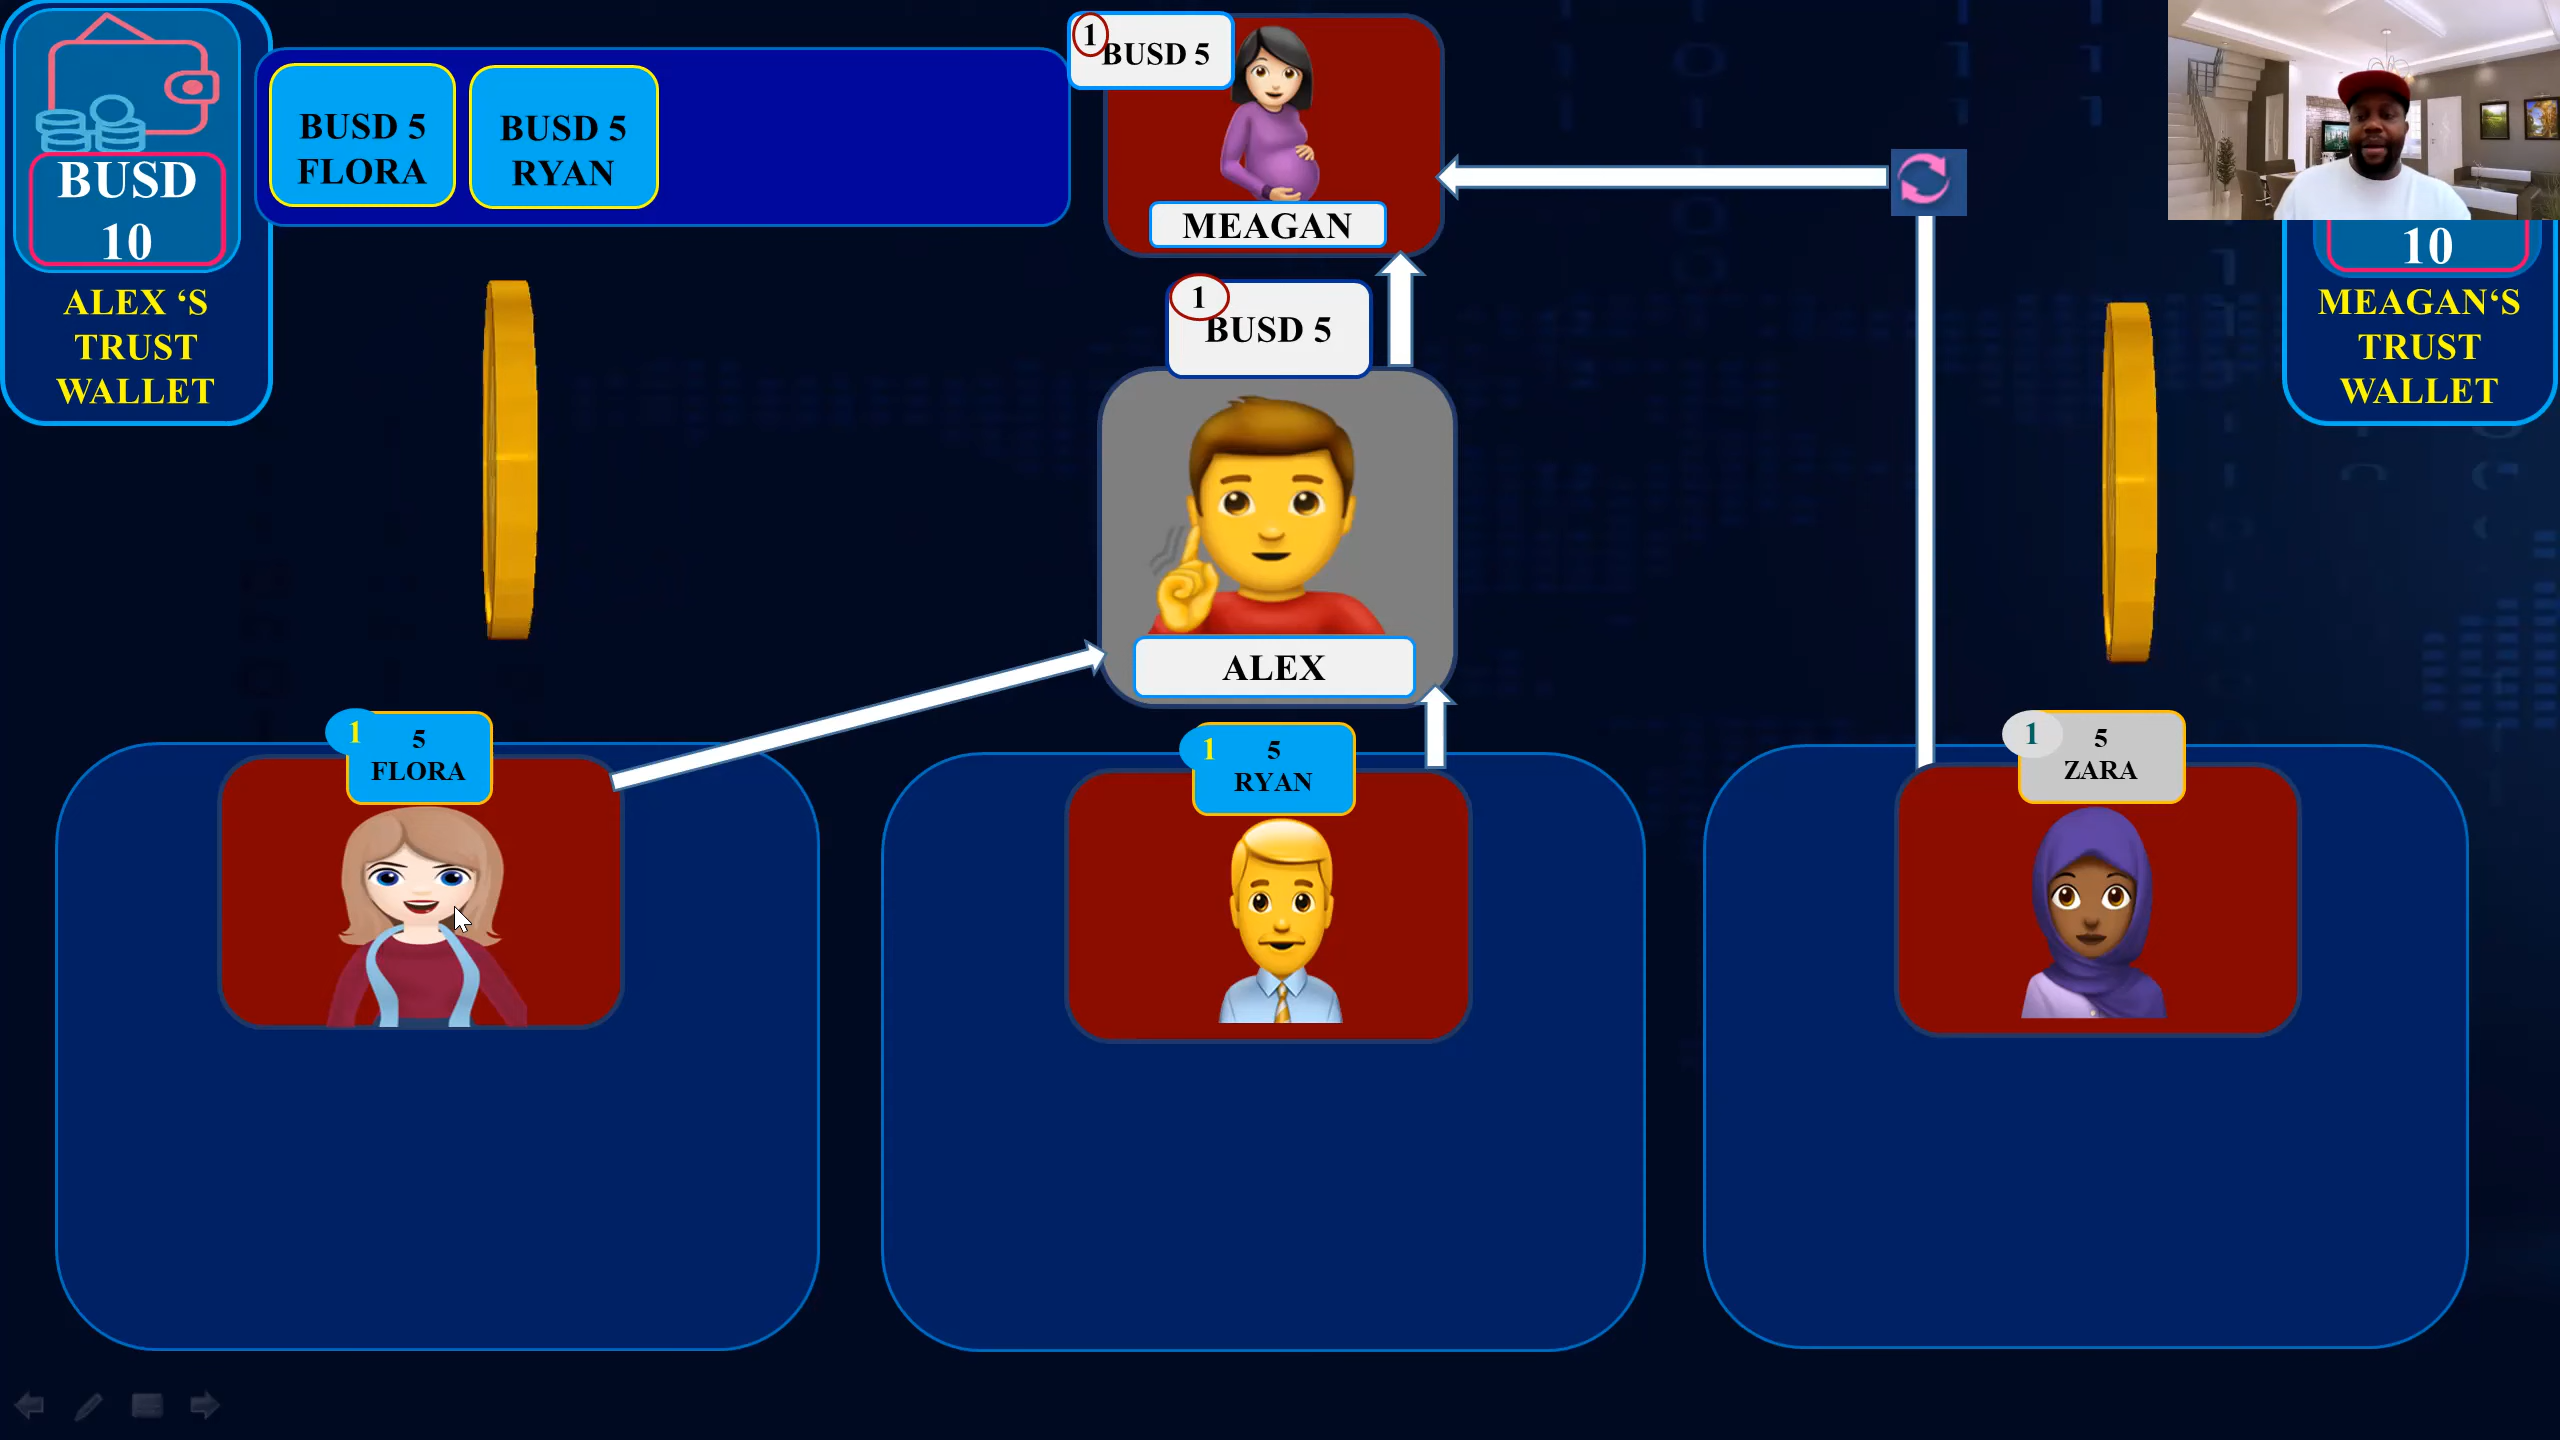 BUSD
10
ALEX ‘S
TRUST
WALLET
BUSD 5
FLORA
BUSD 5
RYAN
1
BUSD 5
MEAGAN
1
BUSD 5
ALEX
10
MEAGAN‘S
TRUST
WALLET
1
5
FLORA
1
5
RYAN
1
5
ZARA